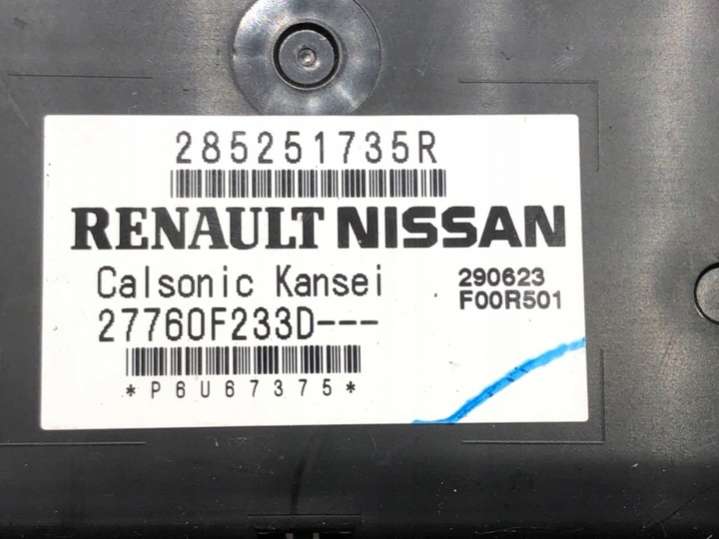 285251735R
RENAULT NISSAN
Calsonic Kansei
290623
27760F233D---
F00R501
*P6U67375*